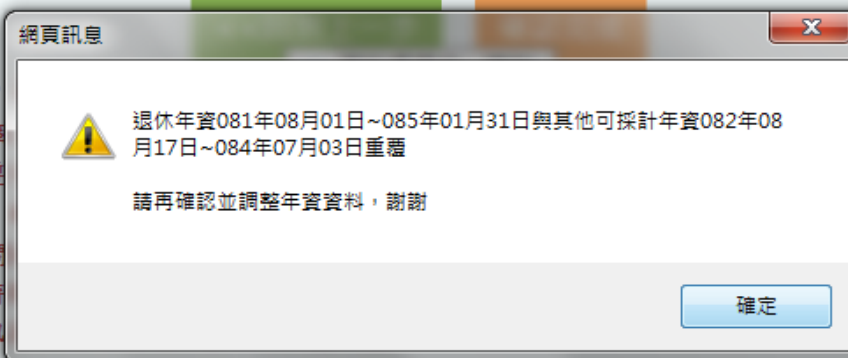 網頁訊息
退休年資081年08月01日~085年01月31日與其他可採計年資082年08
月17日~084年07月03日重覆
請再確認並調整年資資料，謝謝
確定